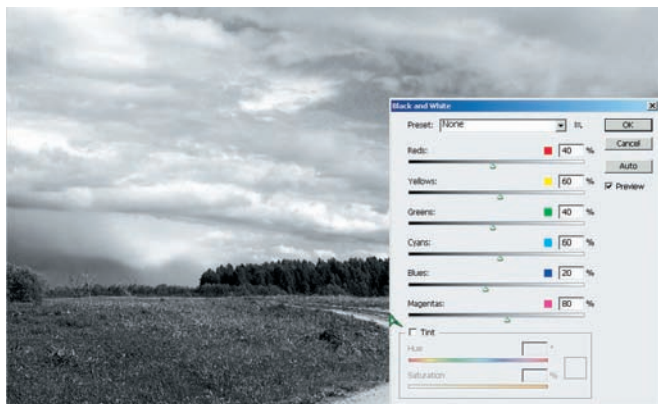 Black and White
Preset: None
OK
Reds: 40 %
Cancel
Auto
Yellows: 60 %
Preview
Greens: 40 %
Cyans: 60 %
Blues: 20 %
Magentas: 80 %
Tint
Hue °
Saturation %